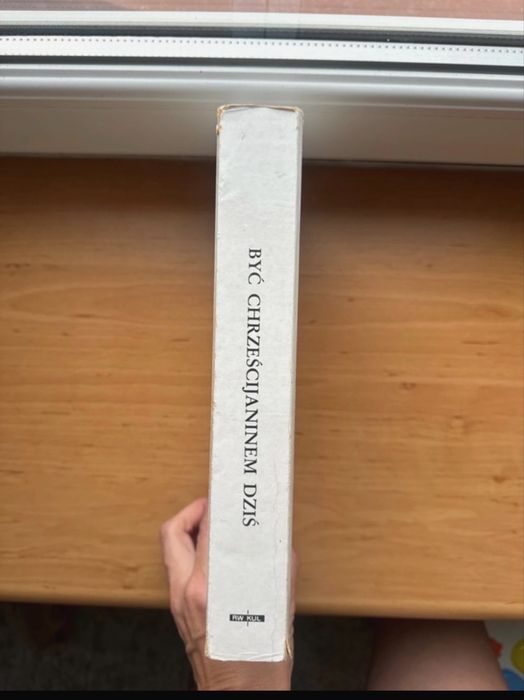 BYĆ CHRZEŚCIJANINEM DZIŚ
RW KUL